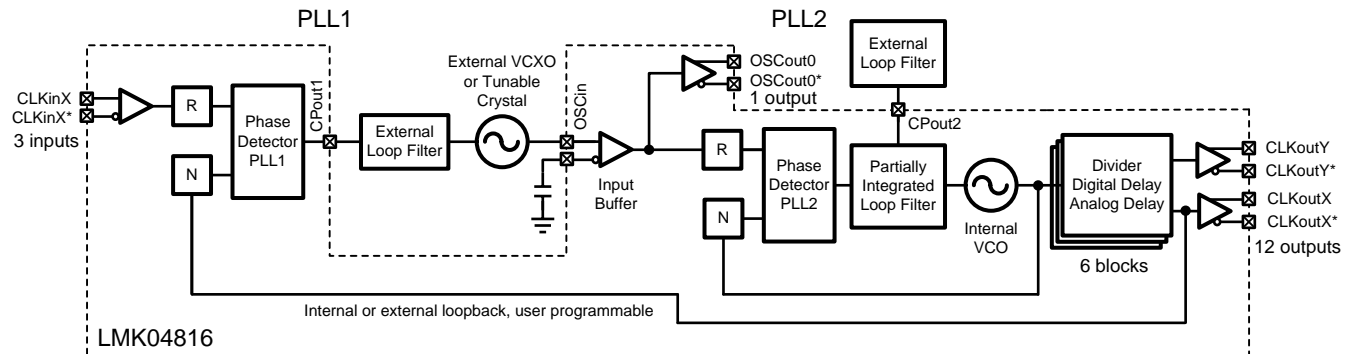 PLL1
PLL2
CLKinX
CLKinX*
3 inputs
R
N
Phase
Detector
PLL1
CPout1
External
Loop Filter
External VCXO
or Tunable
Crystal
OSCin
Input
Buffer
OSCout0
OSCout0*
1 output
External
Loop Filter
CPout2
R
N
Phase
Detector
PLL2
Partially
Integrated
Loop Filter
Internal
VCO
Divider
Digital Delay
Analog Delay
6 blocks
CLKoutY
CLKoutY*
CLKoutX
CLKoutX*
12 outputs
Internal or external loopback, user programmable
LMK04816